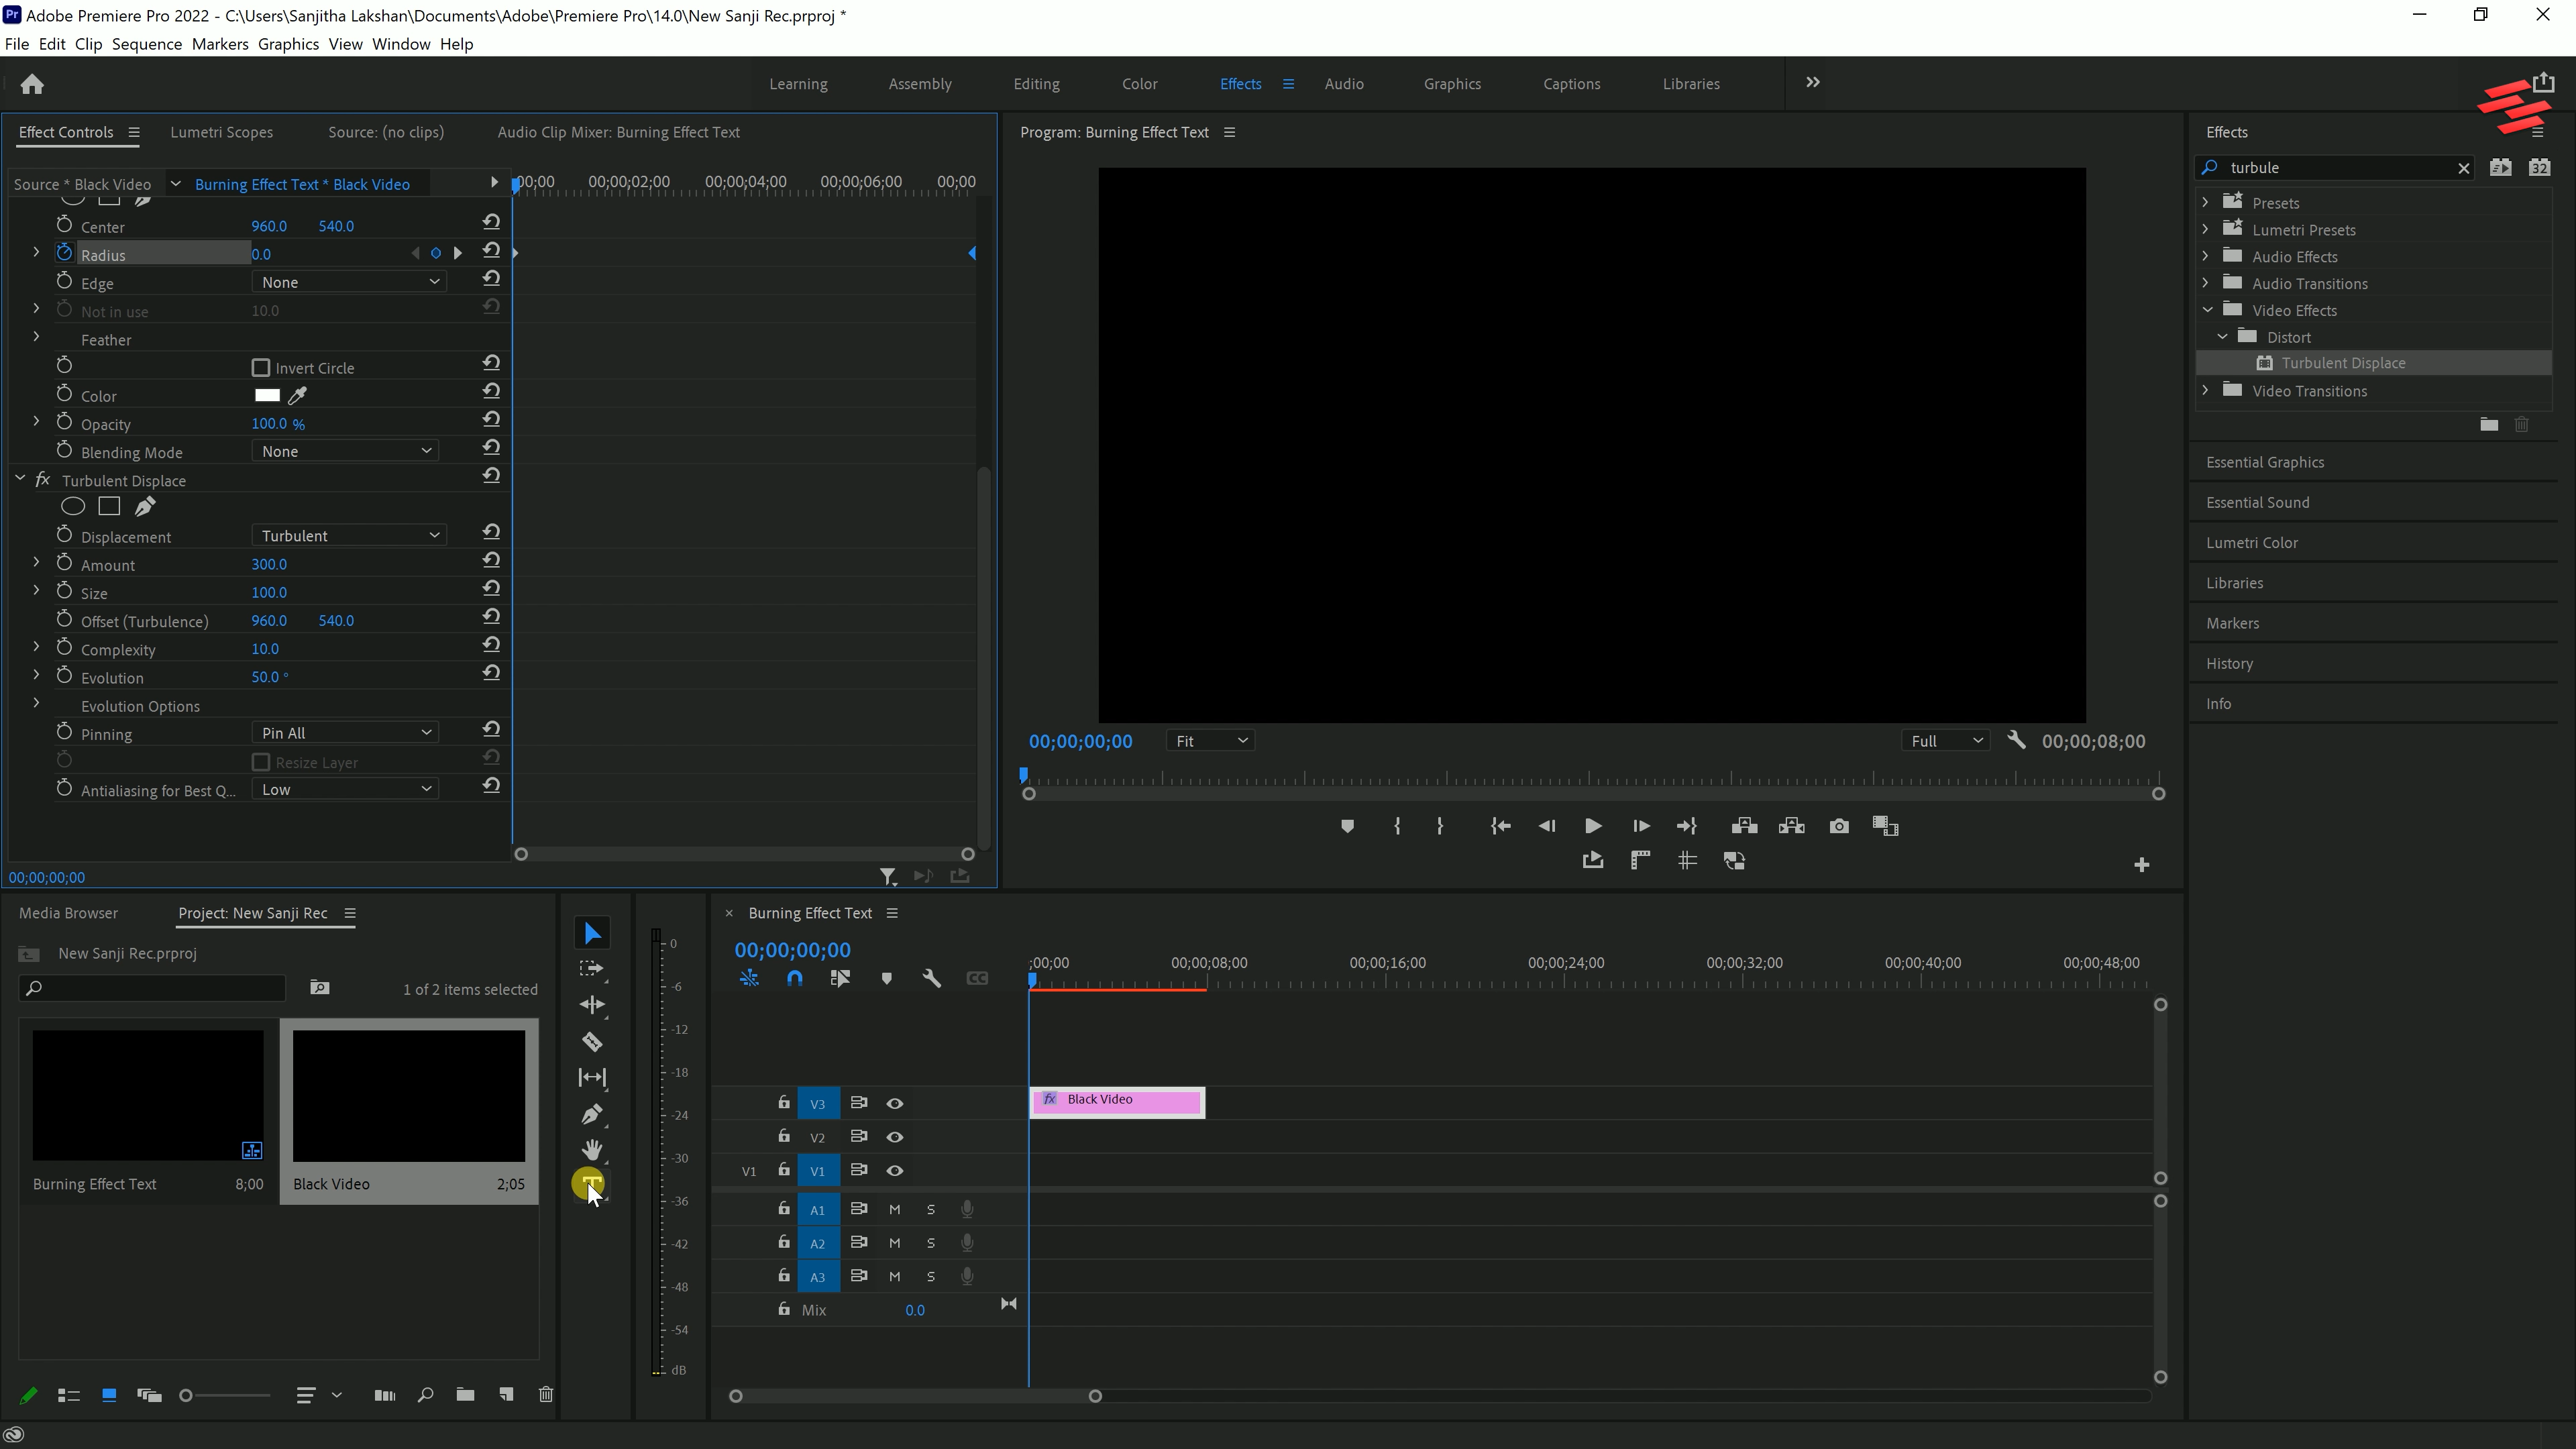 Pr Adobe Premiere Pro 2022 - C:\Users\Sanjitha Lakshan\Documents\Adobe\Premiere Pro\14.0\New Sanji Rec.prproj *
File Edit Clip Sequence Markers Graphics View Window Help
Learning Assembly Editing Color Effects Audio Graphics Captions Libraries
Effect Controls Lumetri Scopes Source: (no clips) Audio Clip Mixer: Burning Effect Text
Source * Black Video Burning Effect Text * Black Video
00;00 00;00;02;00 00;00;04;00 00;00;06;00 00;00
Center 960.0 540.0
Radius 0.0
Edge None
Not in use 10.0
Feather
Invert Circle
Color
Opacity 100.0 %
Blending Mode None
fx Turbulent Displace
Displacement Turbulent
Amount 300.0
Size 100.0
Offset (Turbulence) 960.0 540.0
Complexity 10.0
Evolution 50.0 °
Evolution Options
Pinning Pin All
Resize Layer
Antialiasing for Best Q... Low
00;00;00;00
Program: Burning Effect Text
00;00;00;00 Fit Full 00;00;08;00
Effects
turbule
32
Presets
Lumetri Presets
Audio Effects
Audio Transitions
Video Effects
Distort
Turbulent Displace
Video Transitions
Essential Graphics
Essential Sound
Lumetri Color
Libraries
Markers
History
Info
Media Browser Project: New Sanji Rec
New Sanji Rec.prproj
1 of 2 items selected
Burning Effect Text 8;00 Black Video 2;05
T
0
-6
-12
-18
-24
-30
-36
-42
-48
-54
dB
× Burning Effect Text
00;00;00;00
CC
;00;00 00;00;08;00 00;00;16;00 00;00;24;00 00;00;32;00 00;00;40;00 00;00;48;00
V3 fx Black Video
V2
V1 V1
A1 M S
A2 M S
A3 M S
Mix 0.0